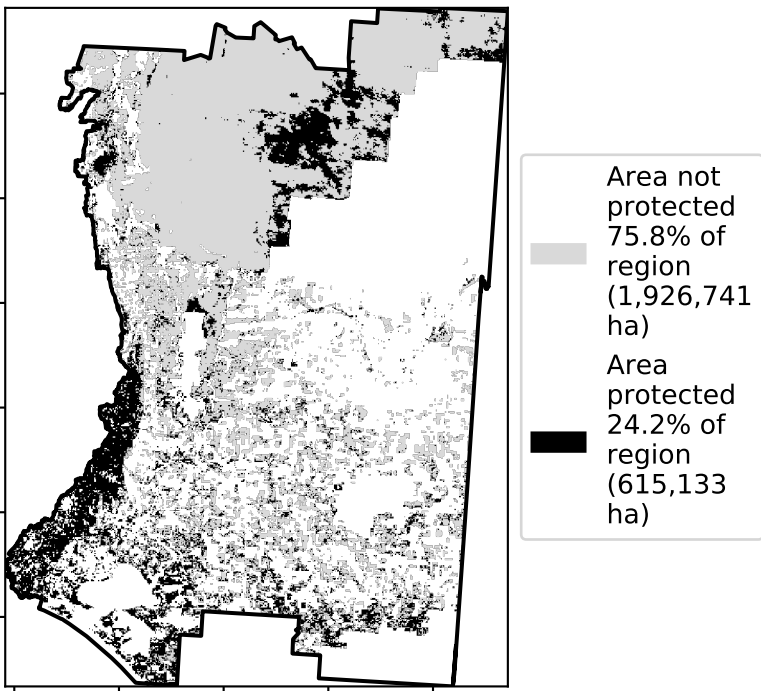 Area not
protected
75.8% of
region
(1,926,741
ha)
Area
protected
24.2% of
region
(615,133
ha)